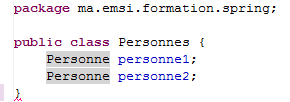 package ma.emsi.formation.spring;
public class Personnes {
Personne personne1;
Personne personne2;
}